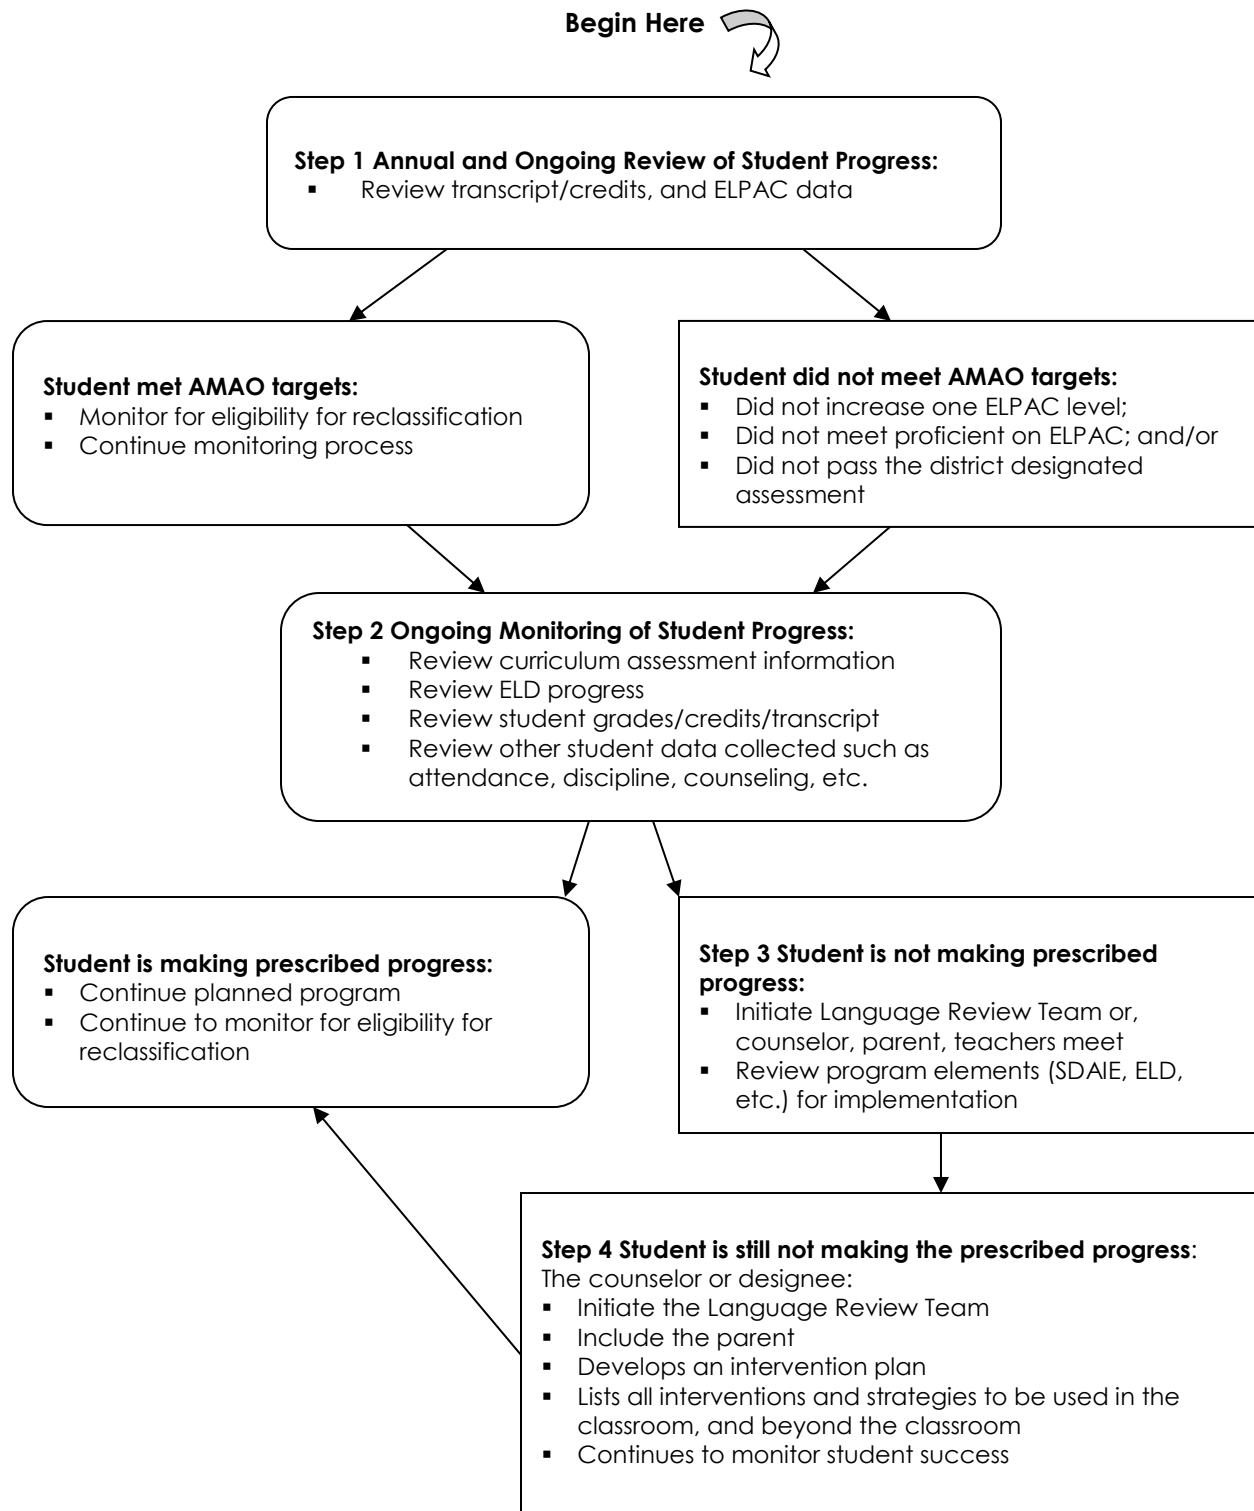 Begin Here
Step 1 Annual and Ongoing Review of Student Progress:
▪ Review transcript/credits, and ELPAC data
Student met AMAO targets:
▪ Monitor for eligibility for reclassification
▪ Continue monitoring process
Student did not meet AMAO targets:
▪ Did not increase one ELPAC level;
▪ Did not meet proficient on ELPAC; and/or
▪ Did not pass the district designated
assessment
Step 2 Ongoing Monitoring of Student Progress:
▪ Review curriculum assessment information
▪ Review ELD progress
▪ Review student grades/credits/transcript
▪ Review other student data collected such as
attendance, discipline, counseling, etc.
Student is making prescribed progress:
▪ Continue planned program
▪ Continue to monitor for eligibility for
reclassification
Step 3 Student is not making prescribed
progress:
▪ Initiate Language Review Team or,
counselor, parent, teachers meet
▪ Review program elements (SDAIE, ELD,
etc.) for implementation
Step 4 Student is still not making the prescribed progress:
The counselor or designee:
▪ Initiate the Language Review Team
▪ Include the parent
▪ Develops an intervention plan
▪ Lists all interventions and strategies to be used in the
classroom, and beyond the classroom
▪ Continues to monitor student success